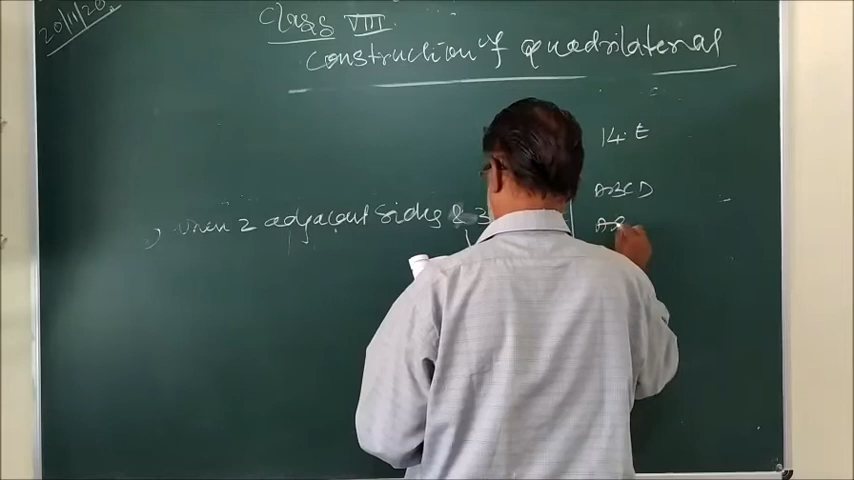 20/11/20
Class VIII
Construction of quadrilateral
14.E
ABCD
when 2 adjacent sides & 3
AB